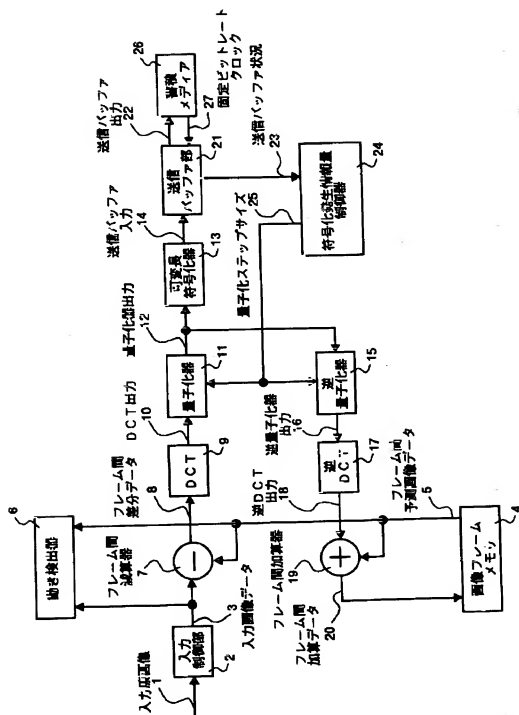 入力原画像
1
入力
制御部
2
3
入力画像データ
動き検出器
6
フレーム間
減算器
7
フレーム間
差分データ
8
DCT
9
DCT出力
10
量子化器
11
量子化器出力
12
可変長
符号化器
13
送信バッファ
入力
14
送信
バッファ部
21
送信バッファ
出力
22
蓄積
メディア
26
27
固定ビットレート
クロック
送信バッファ状況
23
符号化発生情報量
制御器
24
25
量子化ステップサイズ
逆
量子化器
15
逆量子化器
出力
16
逆
DCT
17
逆DCT
出力
18
フレーム間加算器
19
フレーム間
加算データ
20
フレーム間
予測画像データ
5
画像フレーム
メモリ
4